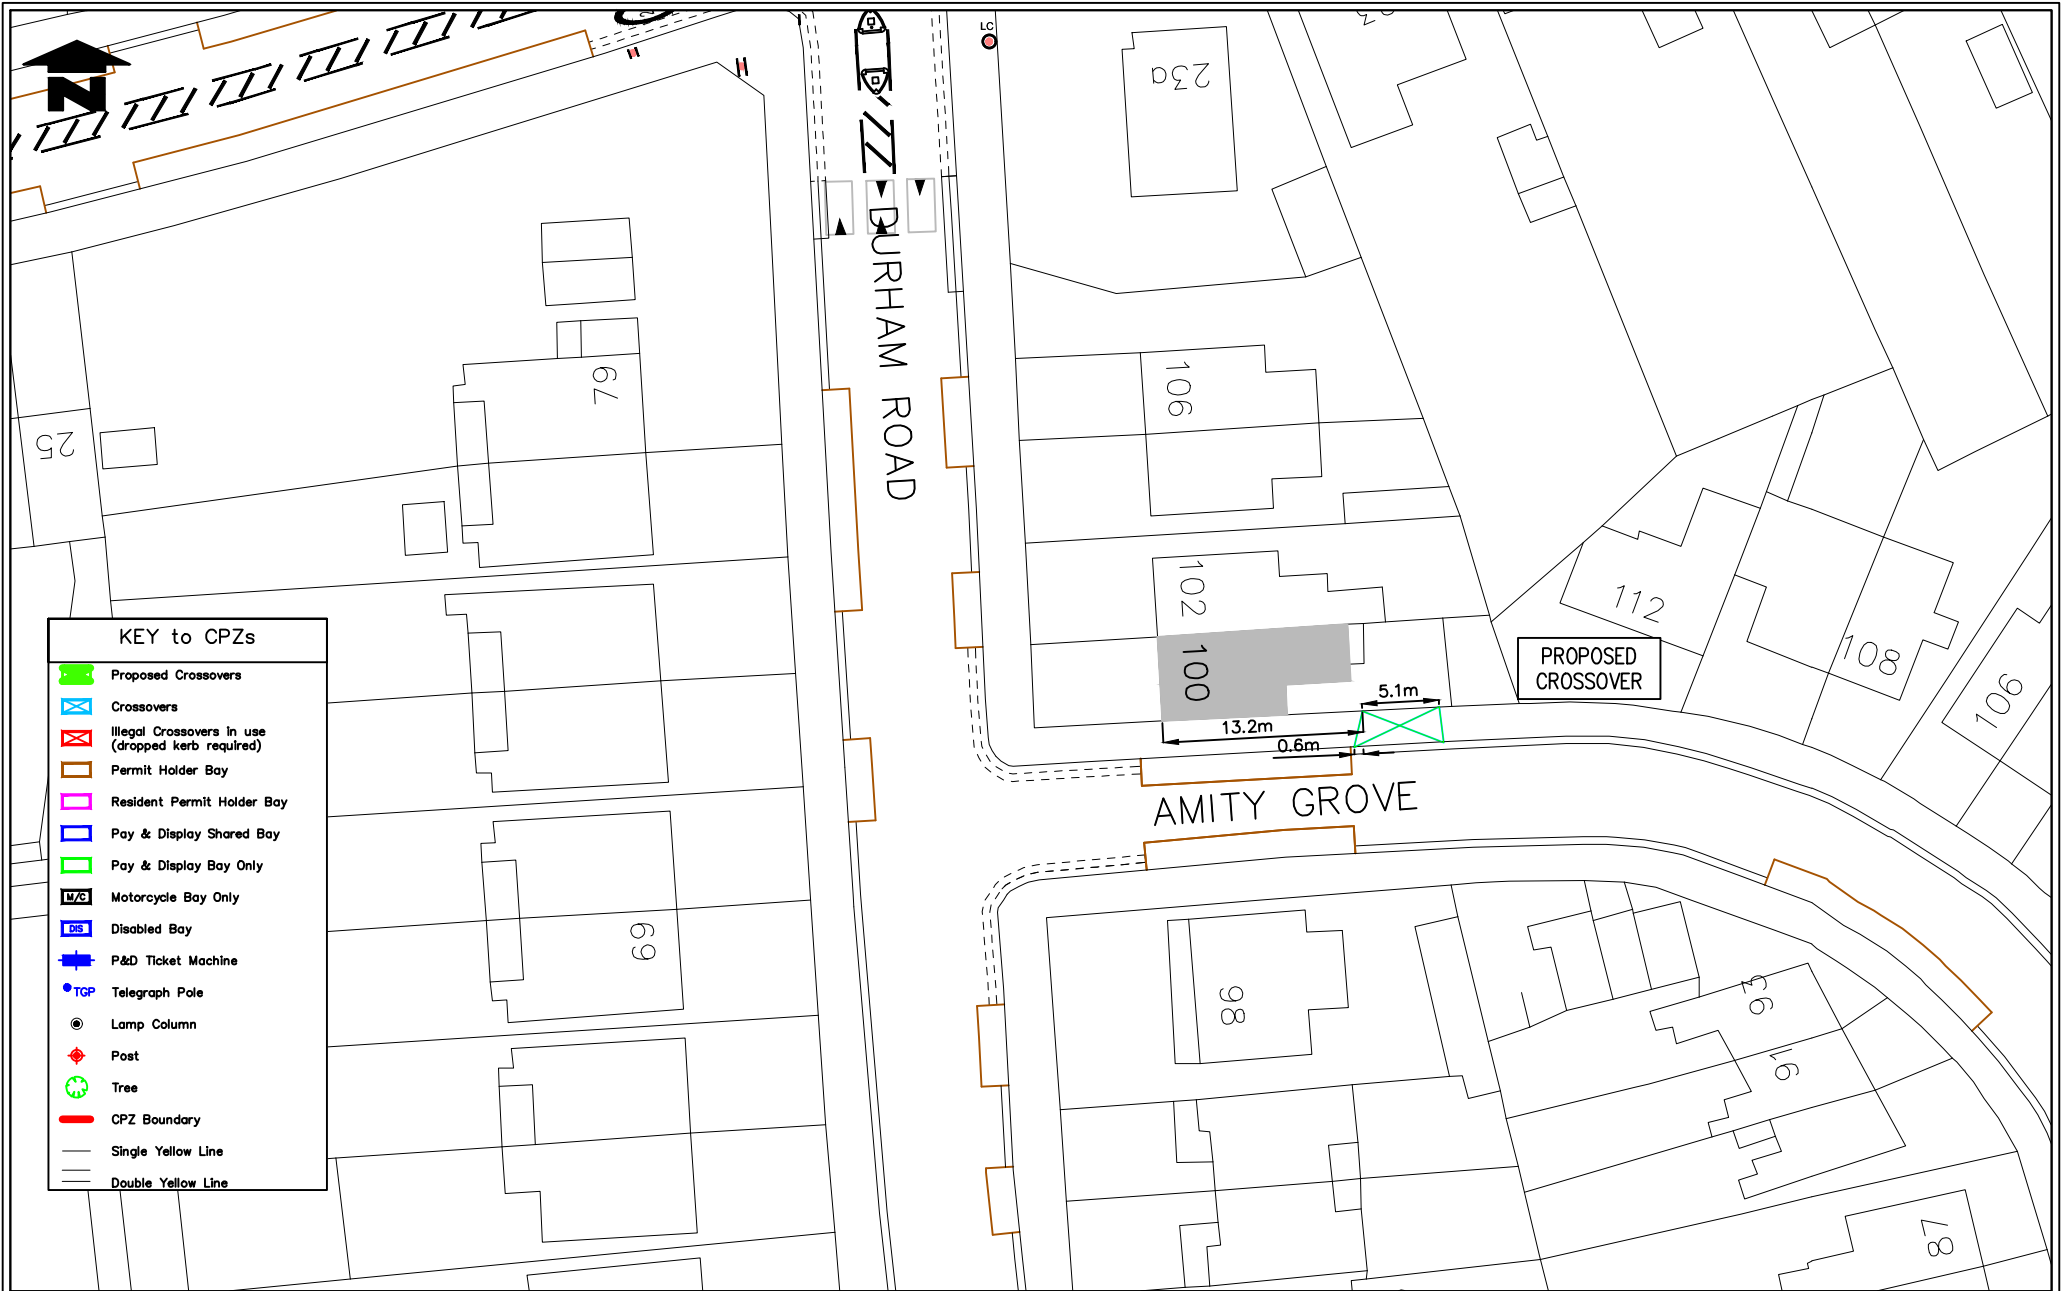 N
LC
23a
23
DURHAM ROAD
79
25
106
102
100
112
108
106
PROPOSED
CROSSOVER
5.1m
13.2m
0.6m
AMITY GROVE
69
98
93
91
87
KEY to CPZs
Proposed Crossovers
Crossovers
Illegal Crossovers in use
(dropped kerb required)
Permit Holder Bay
Resident Permit Holder Bay
Pay & Display Shared Bay
Pay & Display Bay Only
M/C Motorcycle Bay Only
DIS Disabled Bay
P&D Ticket Machine
TGP Telegraph Pole
Lamp Column
Post
Tree
CPZ Boundary
Single Yellow Line
Double Yellow Line